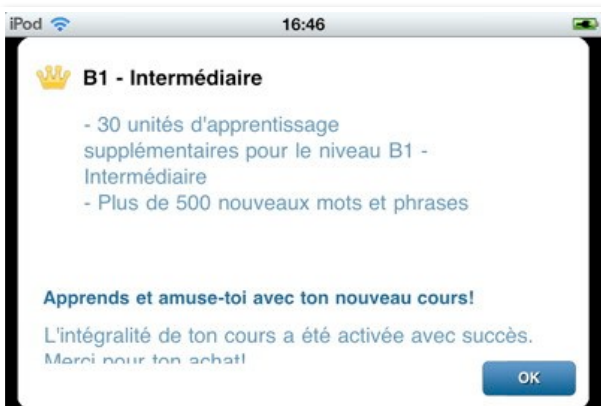 iPod 16:46
B1 - Intermédiaire
- 30 unités d'apprentissage
supplémentaires pour le niveau B1 -
Intermédiaire
- Plus de 500 nouveaux mots et phrases
Apprends et amuse-toi avec ton nouveau cours!
L'intégralité de ton cours a été activée avec succès.
Merci pour ton achat!
OK